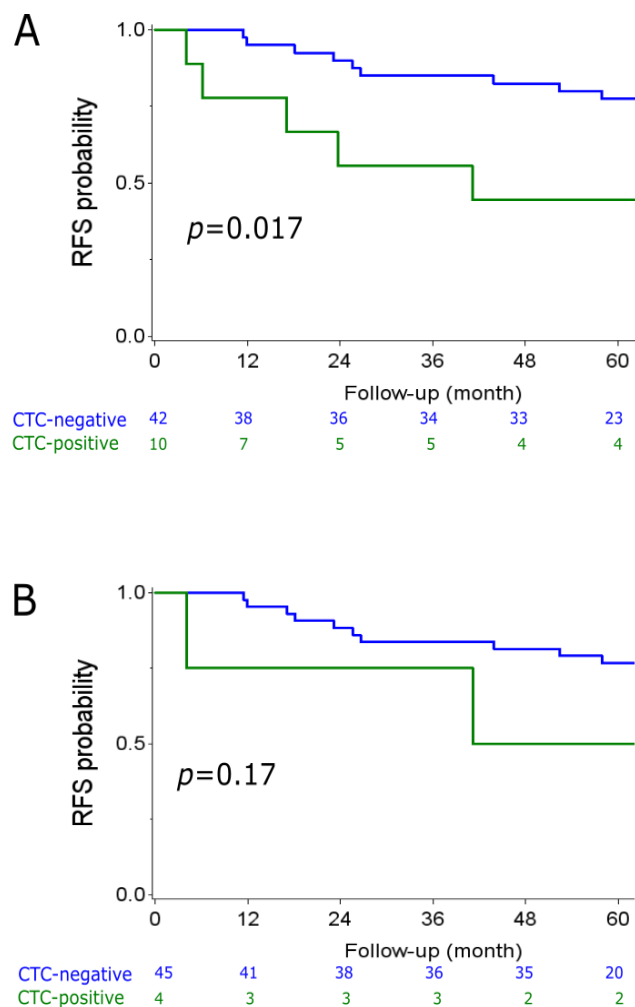 A
1.0
0.5
0.0
RFS probability
p=0.017
0 12 24 36 48 60
Follow-up (month)
CTC-negative 42 38 36 34 33 23
CTC-positive 10 7 5 5 4 4
B
1.0
0.5
0.0
RFS probability
p=0.17
0 12 24 36 48 60
Follow-up (month)
CTC-negative 45 41 38 36 35 20
CTC-positive 4 3 3 3 2 2